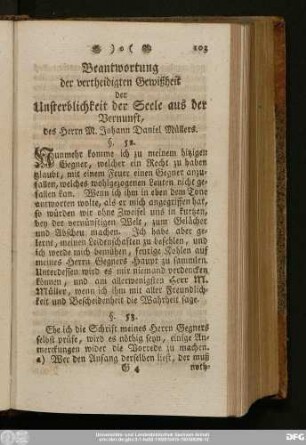 ☸ ) o ( ☸ 103
Beantwortung
der vertheidigten Gewißheit
der
Unsterblichkeit der Seele aus der
Vernunft,
des Herrn M. Johann Daniel Müllers.
§. 52.
Nunmehr komme ich zu meinem hitzigen
Gegner, welcher ein Recht zu haben
glaubt, mit einem Feuer einen Gegner anzu-
fallen, welches wohlgezogenen Leuten nicht ge-
fallen kan. Wenn ich ihm in eben dem Tone
antworten wolte, als er mich angegriffen hat,
so würden wir ohne Zweifel uns in kurtzen,
bey der vernünftigen Welt, zum Gelächter
und Abscheu machen. Ich habe aber ge-
lernt, meinen Leidenschaften zu befehlen, und
ich werde mich bemühen, feurige Kohlen auf
meines Herrn Gegners Haupt zu sammlen.
Unterdessen wird es mir niemand verdencken
können, und am allerwenigsten Herr M.
Müller, wenn ich ihm mit aller Freundlich-
keit und Bescheidenheit die Wahrheit sage.
§. 53.
Ehe ich die Schrift meines Herrn Gegners
selbst prüfe, wird es nöthig seyn, einige An-
merckungen wider die Vorrede zu machen.
a) Wer den Anfang derselben liest, der muß
G 4 noth-